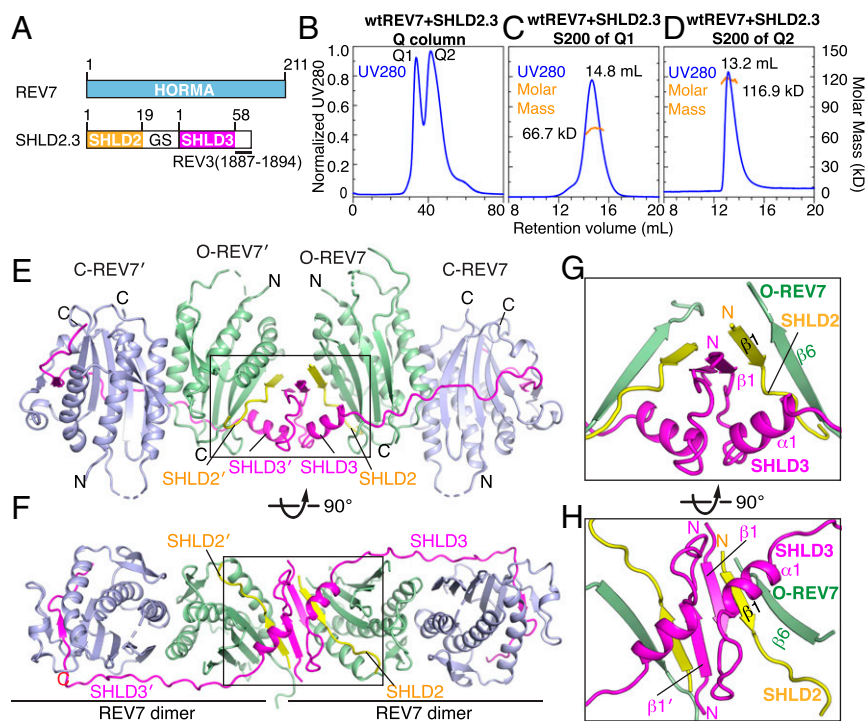 A
1
211
REV7
HORMA
1
19
1
58
SHLD2.3
SHLD2
GS
SHLD3
REV3(1887-1894)
B
wtREV7+SHLD2.3
Q column
Q1
Q2
UV280
Normalized UV280
1.0
0.8
0.6
0.4
0.2
0
0
40
80
C
wtREV7+SHLD2.3
S200 of Q1
UV280
Molar
Mass
14.8 mL
66.7 kD
8
12
16
20
Retention volume (mL)
D
wtREV7+SHLD2.3
S200 of Q2
UV280
Molar
Mass
13.2 mL
116.9 kD
8
12
16
20
150
120
90
60
30
0
Molar Mass (kD)
E
C-REV7′
O-REV7′
O-REV7
C-REV7
C
C
N
N
C
C
N
C
C
N
SHLD2′
SHLD3′
SHLD3
SHLD2
90°
F
SHLD2′
SHLD3
C
SHLD3′
SHLD2
REV7 dimer
REV7 dimer
G
O-REV7
N
SHLD2
N
β1
β6
β1
α1
SHLD3
90°
H
N
N
β1
SHLD3
α1
O-REV7
β1
β6
β1′
N
SHLD2